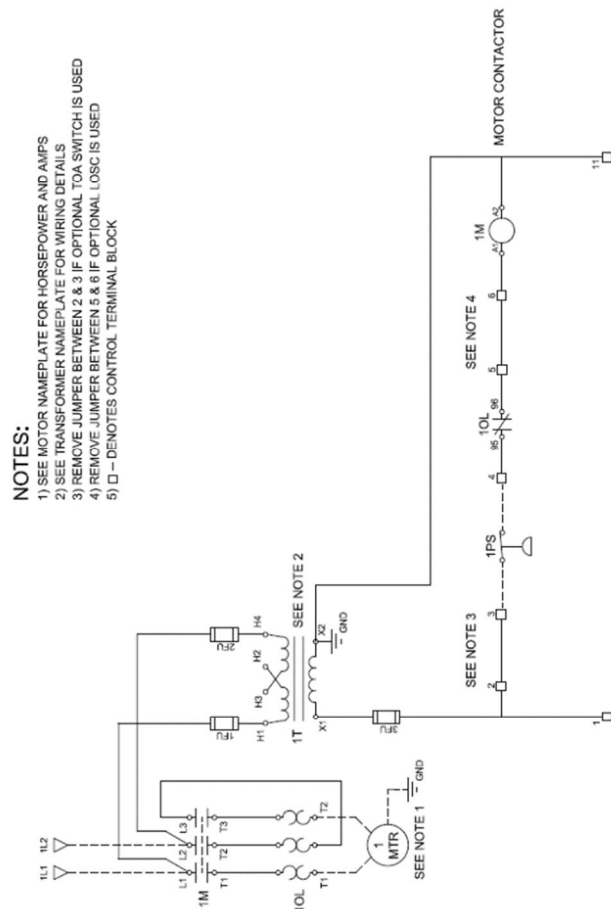 NOTES:
1) SEE MOTOR NAMEPLATE FOR HORSEPOWER AND AMPS
2) SEE TRANSFORMER NAMEPLATE FOR WIRING DETAILS
3) REMOVE JUMPER BETWEEN 2 & 3 IF OPTIONAL TOA SWITCH IS USED
4) REMOVE JUMPER BETWEEN 5 & 6 IF OPTIONAL LOSC IS USED
5) □ – DENOTES CONTROL TERMINAL BLOCK
1L1
1L2
L1
L2
L3
1M
T1
T2
T3
IOL
T1
T2
1
MTR
GND
SEE NOTE 1
1FU
2FU
H1
H3
H2
H4
1T
SEE NOTE 2
X1
X2
GND
3FU
SEE NOTE 3
1PS
1OL
SEE NOTE 4
1M
MOTOR CONTACTOR
2
3
4
95
96
5
6
A1
A2
1
11